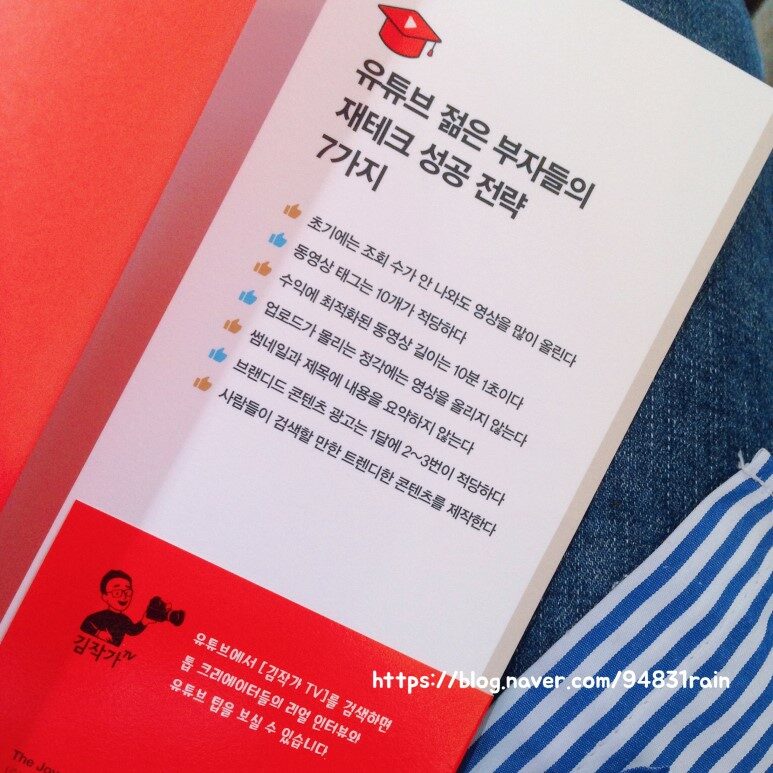 유튜브 젊은 부자들의
재테크 성공 전략
7가지
초기에는 조회 수가 안 나와도 영상을 많이 올린다
동영상 태그는 10개가 적당하다
수익에 최적화된 동영상 길이는 10분 1초이다
업로드가 몰리는 정각에는 영상을 올리지 않는다
썸네일과 제목에 내용을 요약하지 않는다
브랜디드 콘텐츠 광고는 1달에 2~3번이 적당하다
사람들이 검색할 만한 트렌디한 콘텐츠를 제작한다
김작가TV
유튜브에서 [김작가 TV]를 검색하면
톱 크리에이터들의 리얼 인터뷰와
유튜브 팁을 보실 수 있습니다.
https://blog.naver.com/94831rain
The